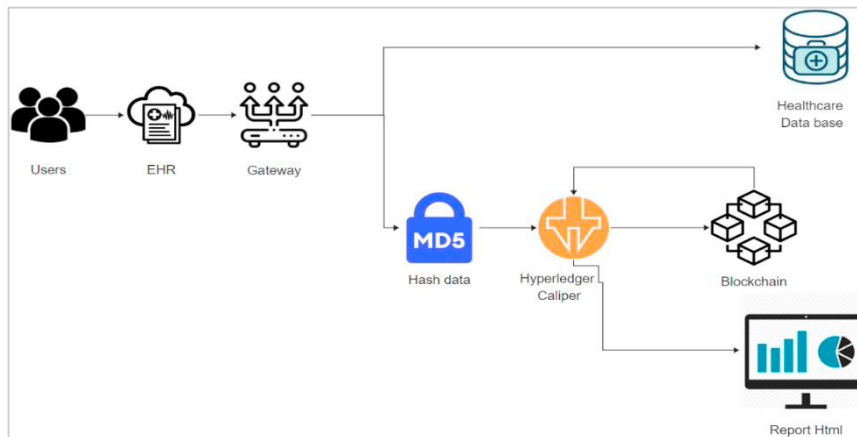 Users
EHR
Gateway
Healthcare
Data base
MD5
Hash data
Hyperledger
Caliper
Blockchain
Report Html